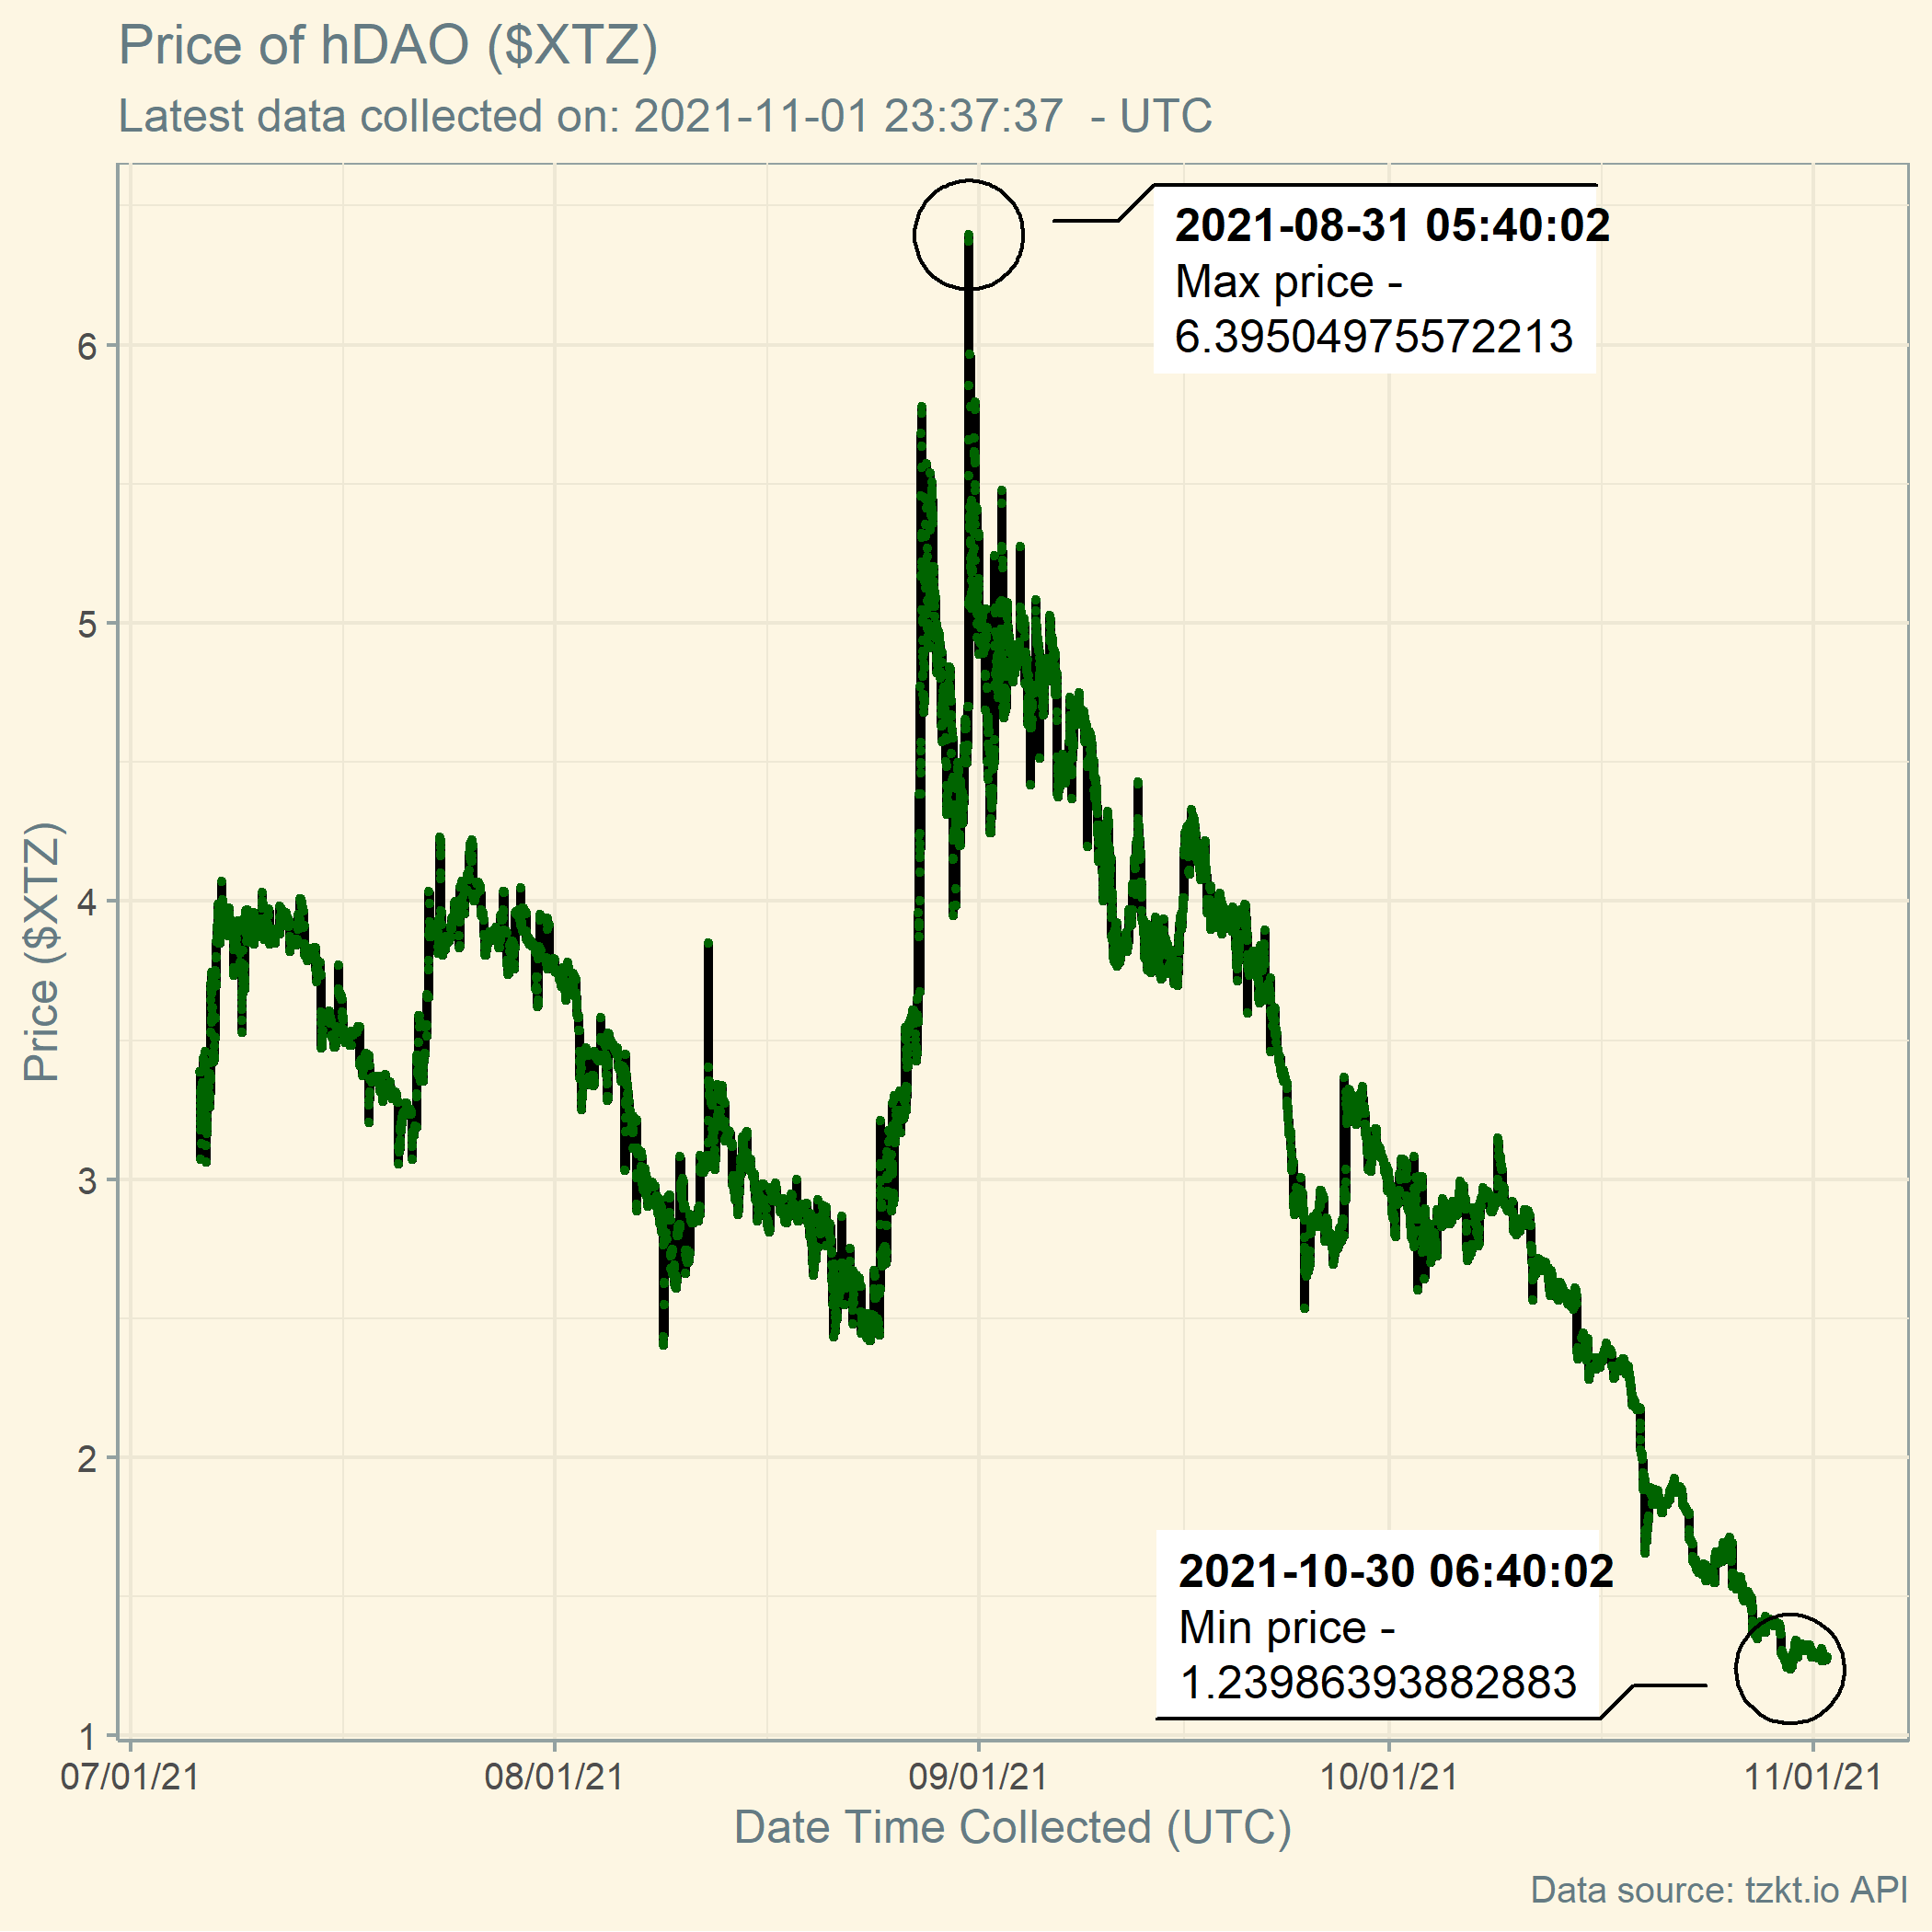 Price of hDAO ($XTZ)
Latest data collected on: 2021-11-01 23:37:37  - UTC
2021-08-31 05:40:02
Max price -
6.39504975572213
6
5
4
3
2
1
Price ($XTZ)
2021-10-30 06:40:02
Min price -
1.23986393882883
07/01/21
08/01/21
09/01/21
10/01/21
11/01/21
Date Time Collected (UTC)
Data source: tzkt.io API